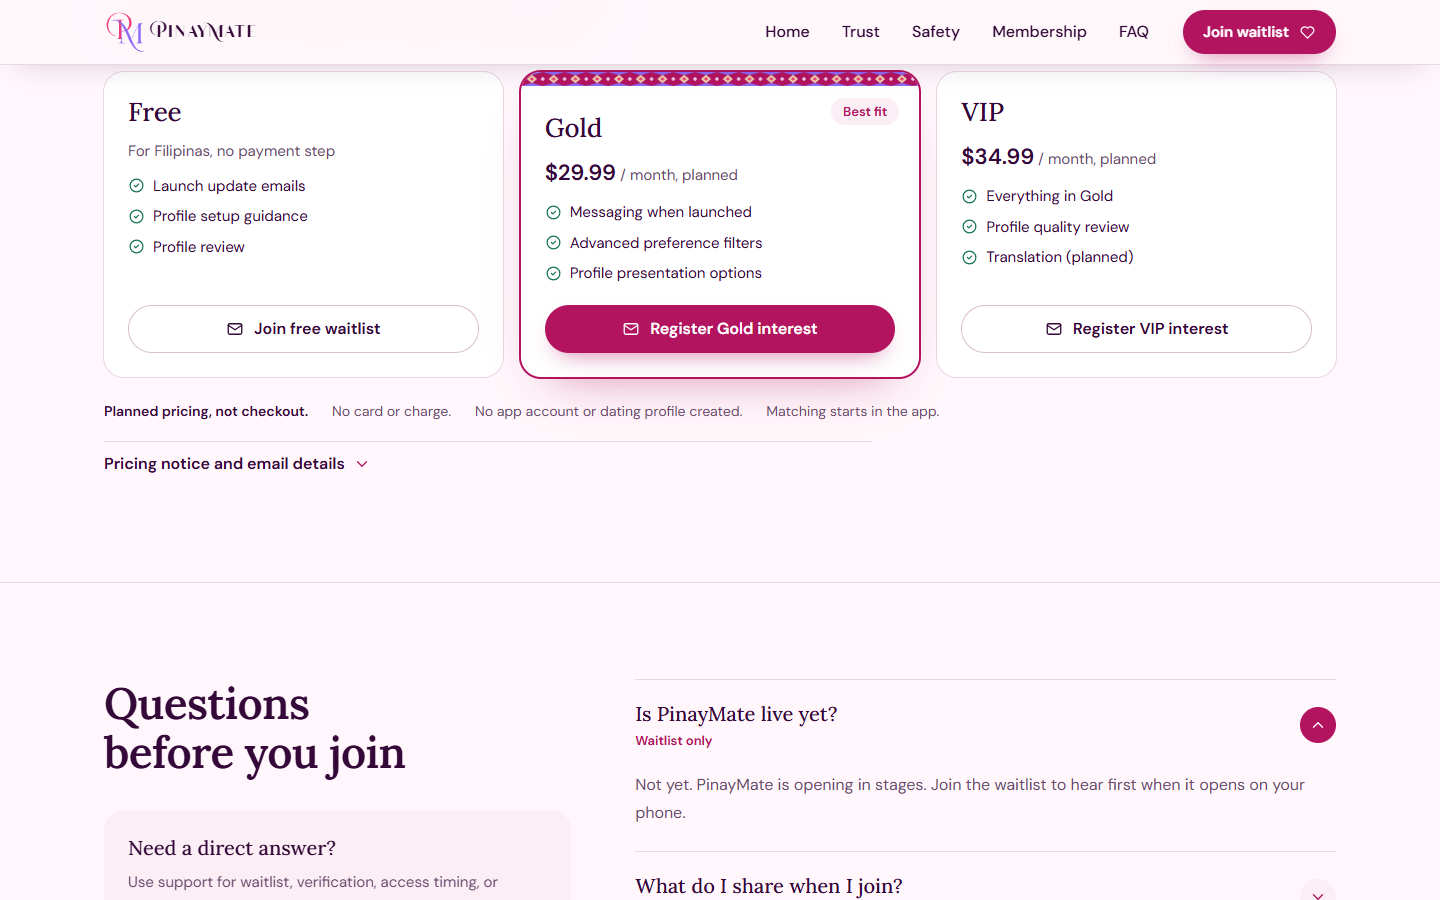 PINAYMATE
Home
Trust
Safety
Membership
FAQ
Join waitlist
Free
For Filipinas, no payment step
Launch update emails
Profile setup guidance
Profile review
Join free waitlist
Best fit
Gold
$29.99 / month, planned
Messaging when launched
Advanced preference filters
Profile presentation options
Register Gold interest
VIP
$34.99 / month, planned
Everything in Gold
Profile quality review
Translation (planned)
Register VIP interest
Planned pricing, not checkout. No card or charge. No app account or dating profile created. Matching starts in the app.
Pricing notice and email details
Questions
before you join
Need a direct answer?
Use support for waitlist, verification, access timing, or
Is PinayMate live yet?
Waitlist only
Not yet. PinayMate is opening in stages. Join the waitlist to hear first when it opens on your
phone.
What do I share when I join?